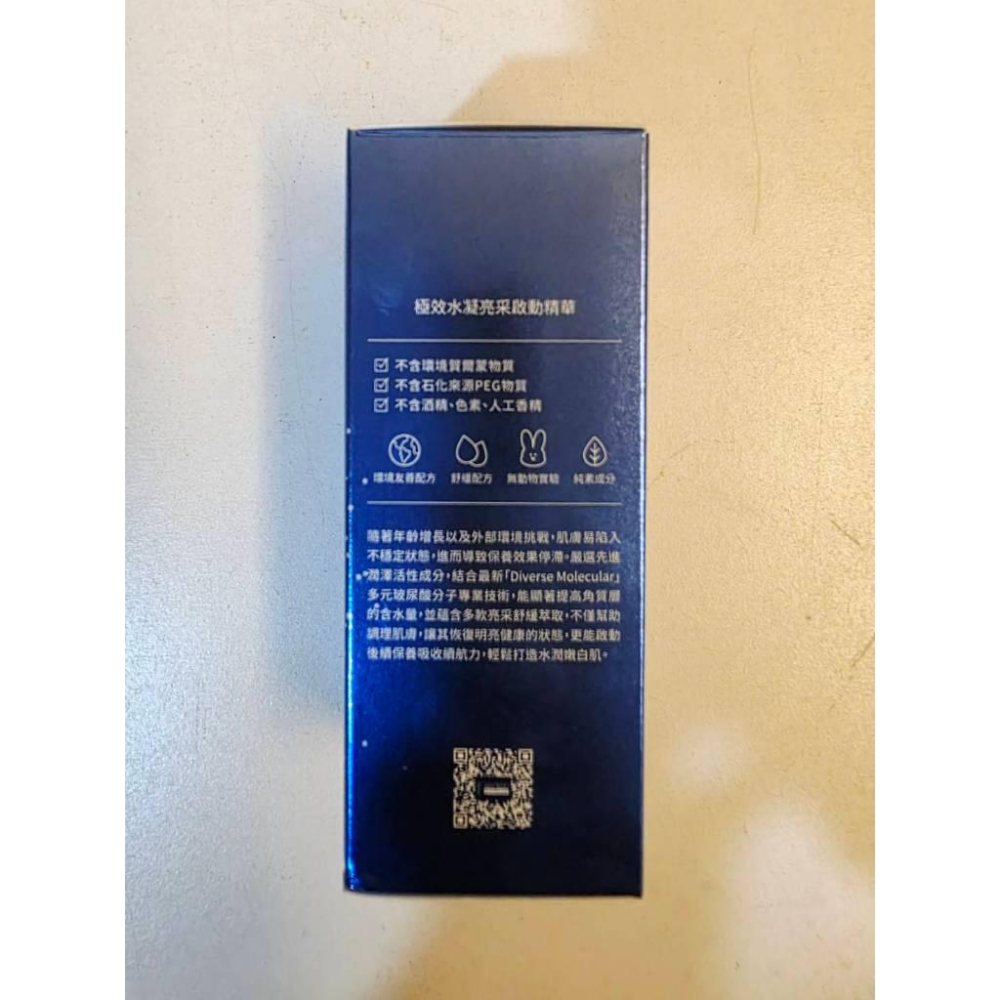 極效水凝亮采啟動精華
不含環境賀爾蒙物質
不含石化來源PEG物質
不含酒精、色素、人工香精
環境友善配方 舒緩配方 無動物實驗 純素成分
隨著年齡增長以及外部環境挑戰，肌膚易陷入
不穩定狀態，進而導致保養效果停滯。嚴選先進
潤澤活性成分，結合最新「Diverse Molecular」
多元玻尿酸分子專業技術，能顯著提高角質層
的含水量，並蘊含多款亮采舒緩萃取，不僅幫助
調理肌膚，讓其恢復明亮健康的狀態，更能啟動
後續保養吸收續航力，輕鬆打造水潤嫩白肌。